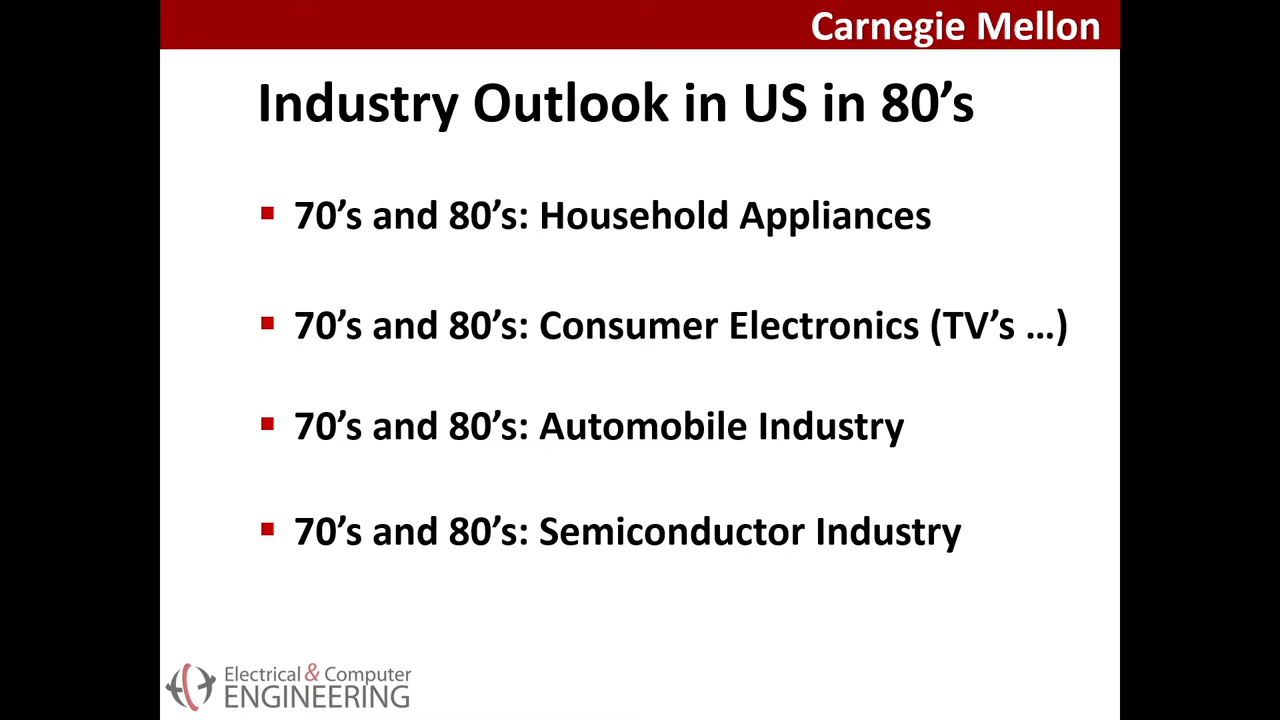 Carnegie Mellon
Industry Outlook in US in 80’s
70’s and 80’s: Household Appliances
70’s and 80’s: Consumer Electronics (TV’s ...)
70’s and 80’s: Automobile Industry
70’s and 80’s: Semiconductor Industry
Electrical & Computer
ENGINEERING